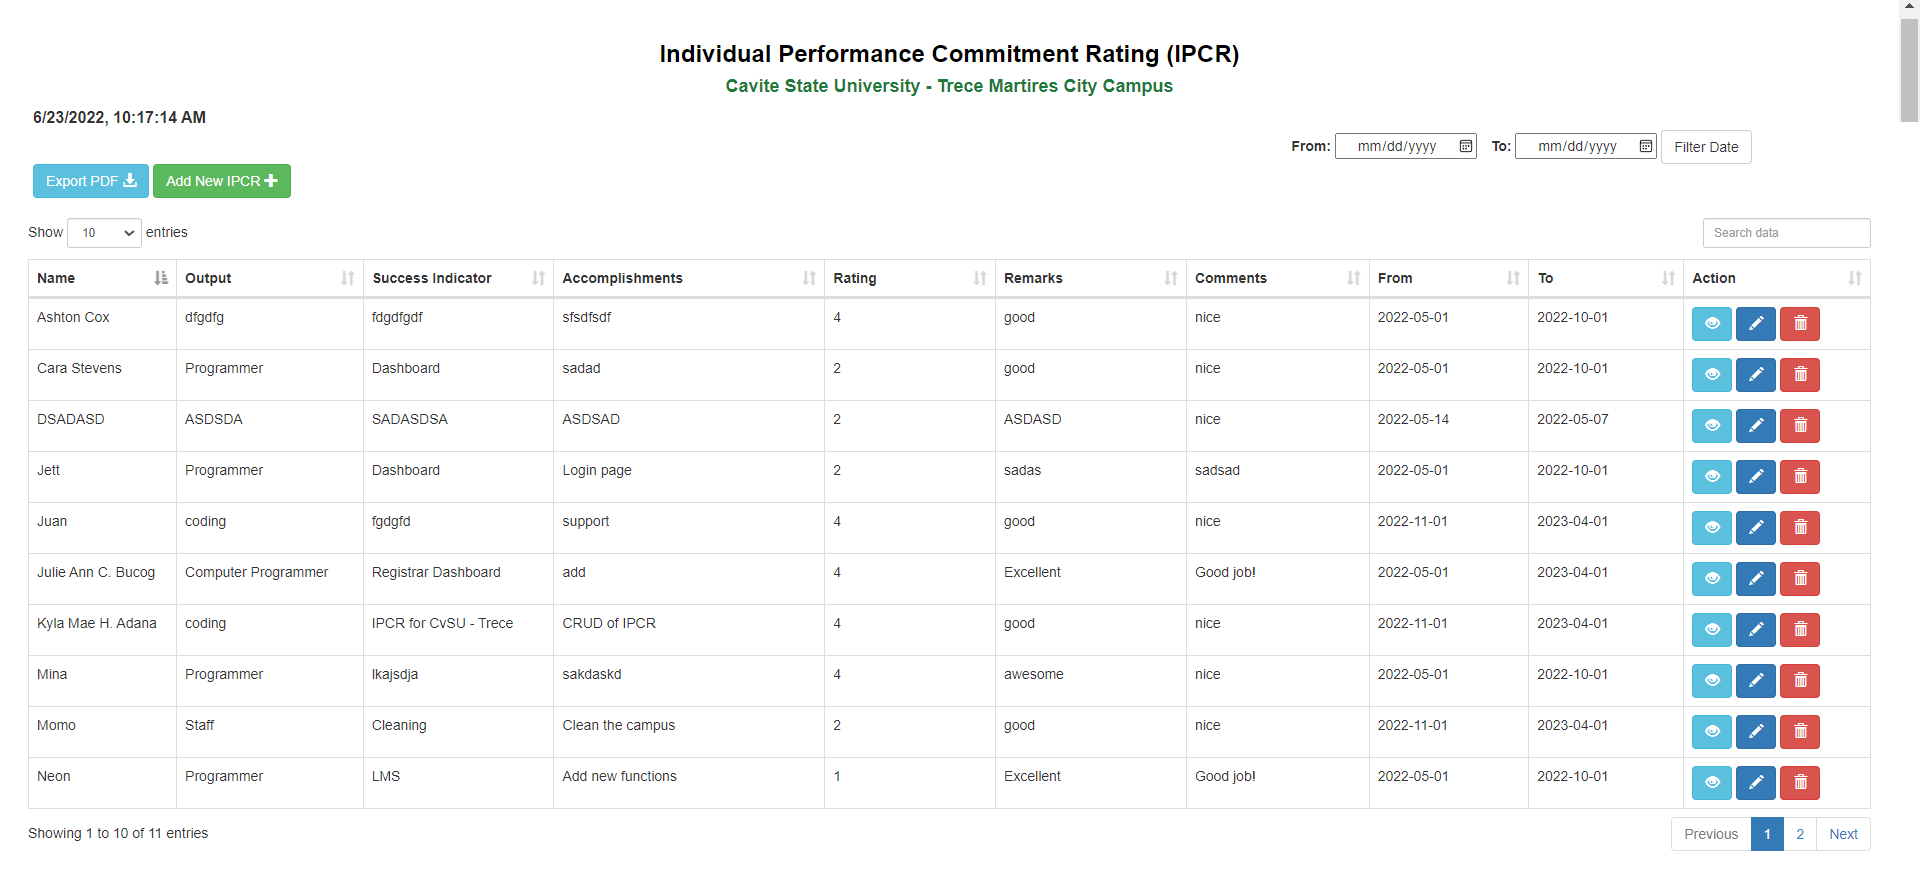 Individual Performance Commitment Rating (IPCR)
Cavite State University - Trece Martires City Campus
6/23/2022, 10:17:14 AM
From: mm/dd/yyyy To: mm/dd/yyyy Filter Date
Export PDF Add New IPCR
Show 10 entries Search data
Name Output Success Indicator Accomplishments Rating Remarks Comments From To Action
Ashton Cox dfgdfg fdgdfgdf sfsdfsdf 4 good nice 2022-05-01 2022-10-01
Cara Stevens Programmer Dashboard sadad 2 good nice 2022-05-01 2022-10-01
DSADASD ASDSDA SADASDSA ASDSAD 2 ASDASD nice 2022-05-14 2022-05-07
Jett Programmer Dashboard Login page 2 sadas sadsad 2022-05-01 2022-10-01
Juan coding fgdgfd support 4 good nice 2022-11-01 2023-04-01
Julie Ann C. Bucog Computer Programmer Registrar Dashboard add 4 Excellent Good job! 2022-05-01 2023-04-01
Kyla Mae H. Adana coding IPCR for CvSU - Trece CRUD of IPCR 4 good nice 2022-11-01 2023-04-01
Mina Programmer lkajsdja sakdaskd 4 awesome nice 2022-05-01 2022-10-01
Momo Staff Cleaning Clean the campus 2 good nice 2022-11-01 2023-04-01
Neon Programmer LMS Add new functions 1 Excellent Good job! 2022-05-01 2022-10-01
Showing 1 to 10 of 11 entries Previous 1 2 Next